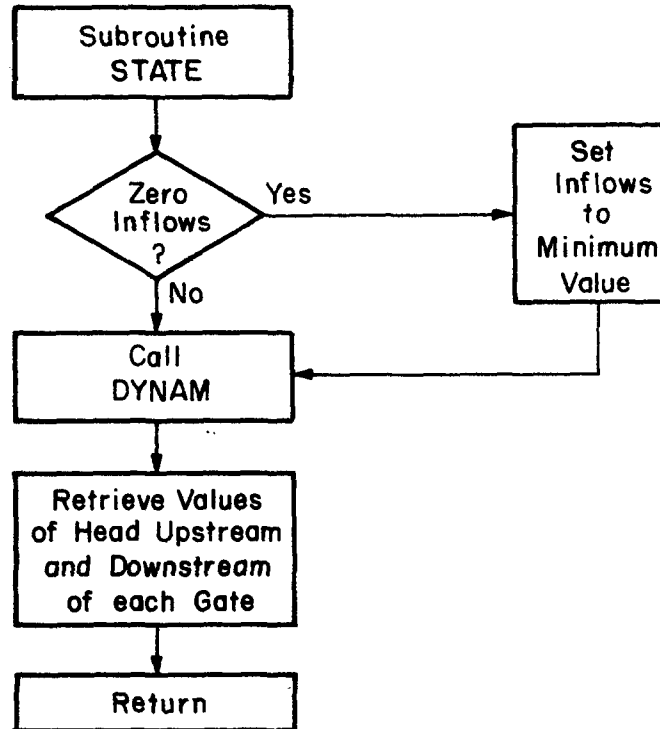 Subroutine
STATE
Zero
Inflows
?
Yes
No
Set
Inflows
to
Minimum
Value
Call
DYNAM
Retrieve Values
of Head Upstream
and Downstream
of each Gate
Return